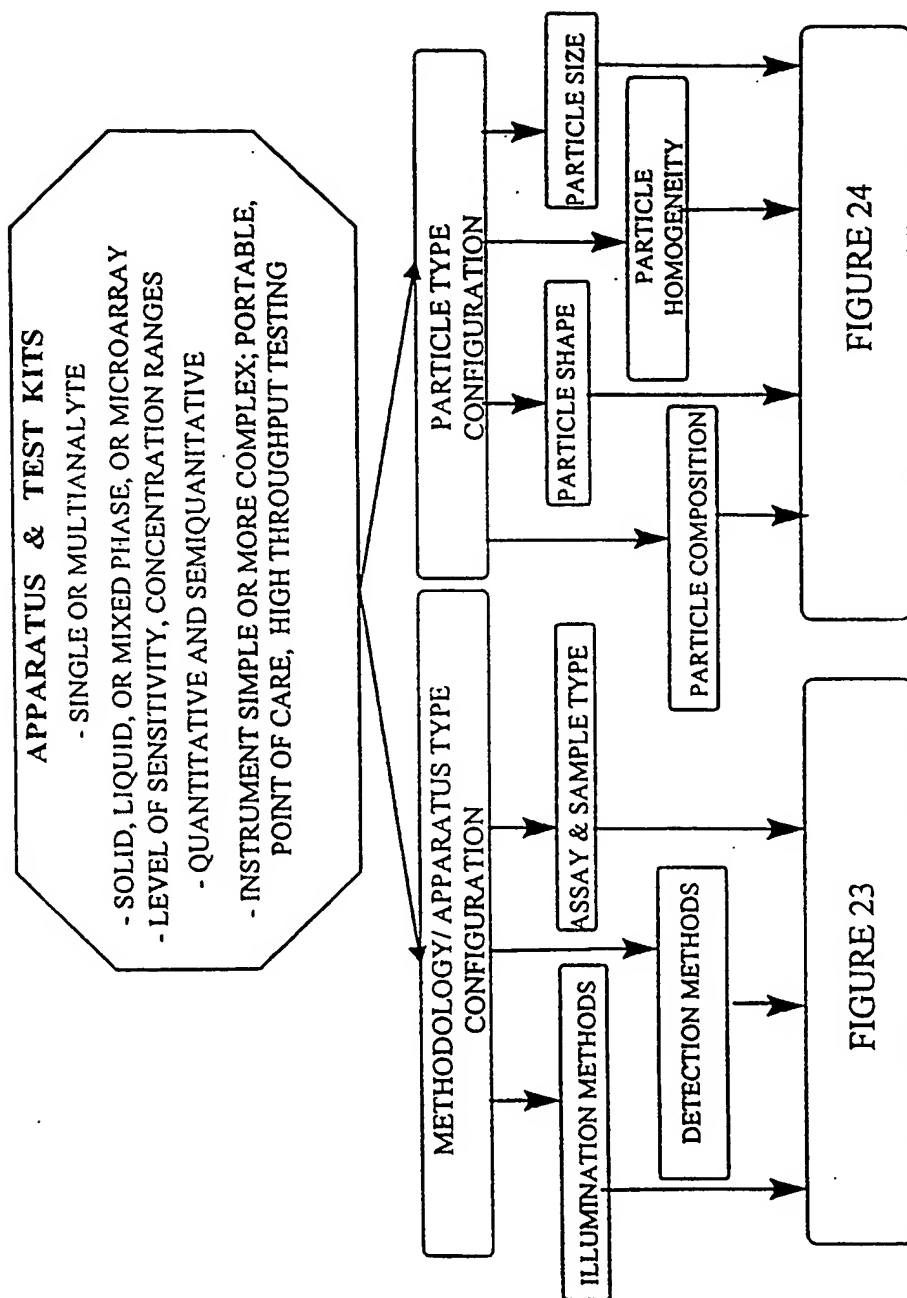 APPARATUS & TEST KITS
- SINGLE OR MULTIANALYTE
- SOLID, LIQUID, OR MIXED PHASE, OR MICROARRAY
- LEVEL OF SENSITIVITY, CONCENTRATION RANGES
- QUANTITATIVE AND SEMIQUANITATIVE
- INSTRUMENT SIMPLE OR MORE COMPLEX; PORTABLE,
POINT OF CARE, HIGH THROUGHPUT TESTING
METHODOLOGY/ APPARATUS TYPE
CONFIGURATION
ILLUMINATION METHODS
DETECTION METHODS
ASSAY & SAMPLE TYPE
FIGURE 23
PARTICLE TYPE
CONFIGURATION
PARTICLE COMPOSITION
PARTICLE SHAPE
PARTICLE
HOMOGENEITY
PARTICLE SIZE
FIGURE 24